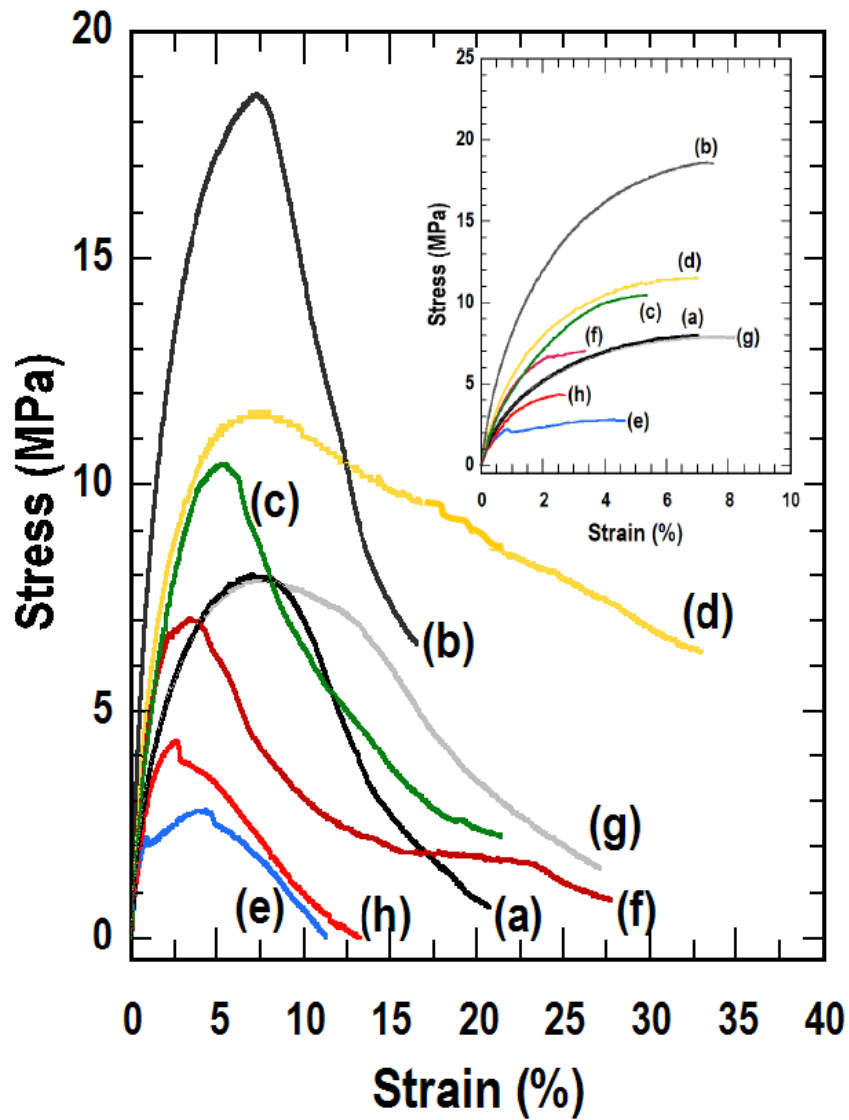 Stress (MPa)
20
15
10
5
0
0 5 10 15 20 25 30 35 40
Strain (%)
(b)
(c)
(d)
(g)
(e)
(h)
(a)
(f)
Stress (MPa)
25
20
15
10
5
0
0 2 4 6 8 10
Strain (%)
(b)
(d)
(c)
(a)
(f)
(g)
(h)
(e)